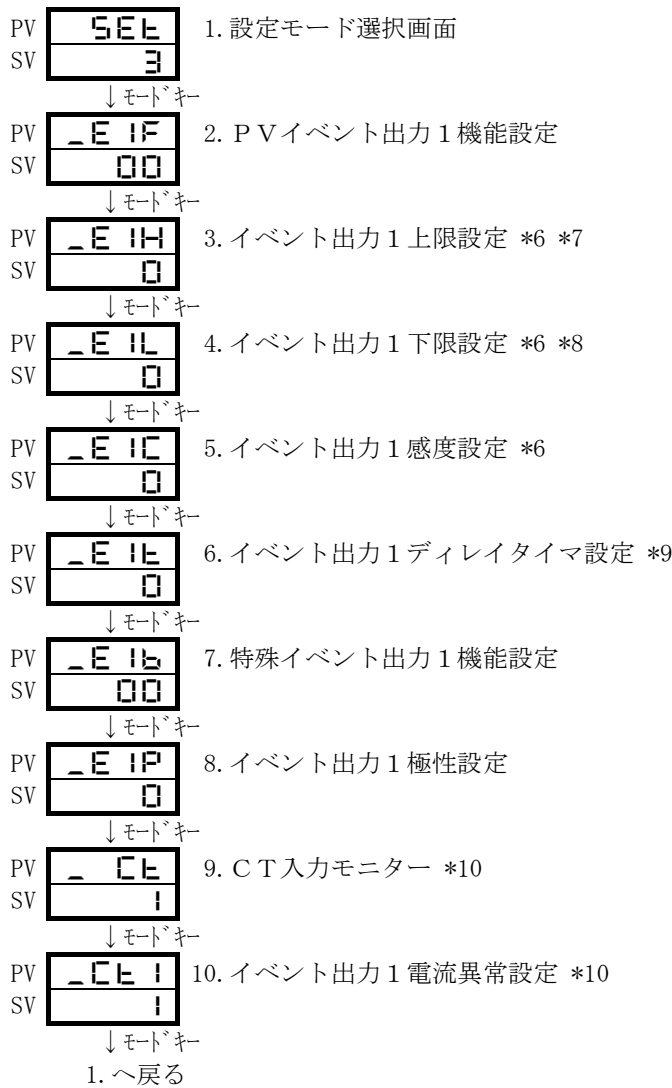 PV SEt 1.設定モード選択画面
SV 3
↓ﾓｰﾄﾞｷｰ
PV _E1F 2.ＰＶイベント出力１機能設定
SV 00
↓ﾓｰﾄﾞｷｰ
PV _E1H 3.イベント出力１上限設定 *6 *7
SV 0
↓ﾓｰﾄﾞｷｰ
PV _E1L 4.イベント出力１下限設定 *6 *8
SV 0
↓ﾓｰﾄﾞｷｰ
PV _E1C 5.イベント出力１感度設定 *6
SV 0
↓ﾓｰﾄﾞｷｰ
PV _E1t 6.イベント出力１ディレイタイマ設定 *9
SV 0
↓ﾓｰﾄﾞｷｰ
PV _E1b 7.特殊イベント出力１機能設定
SV 00
↓ﾓｰﾄﾞｷｰ
PV _E1P 8.イベント出力１極性設定
SV 0
↓ﾓｰﾄﾞｷｰ
PV _ Ct 9.ＣＴ入力モニター *10
SV 1
↓ﾓｰﾄﾞｷｰ
PV _Ct1 10.イベント出力１電流異常設定 *10
SV 1
↓ﾓｰﾄﾞｷｰ
1.へ戻る